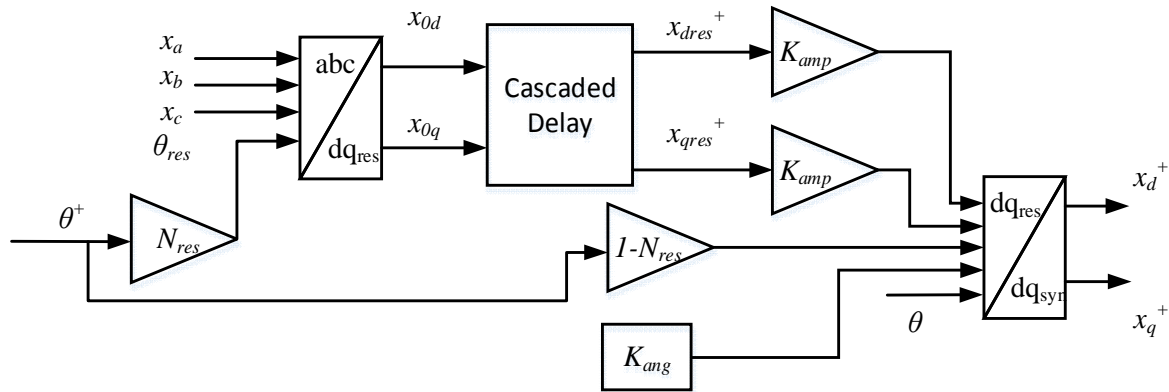 x_a
x_b
x_c
θ_res
θ^+
N_res
abc
dq_res
x_0d
x_0q
Cascaded
Delay
x_dres^+
x_qres^+
K_amp
K_amp
1-N_res
K_ang
θ
dq_res
dq_syn
x_d^+
x_q^+